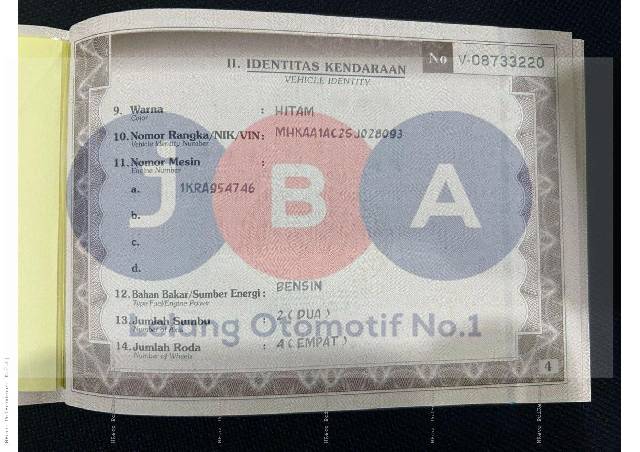 II. IDENTITAS KENDARAAN
VEHICLE IDENTITY
No V-08733220
9. Warna : HITAM
Color
10. Nomor Rangka/NIK/VIN: MHKAA1AC2SJ028093
Vehicle Identity Number
11. Nomor Mesin :
Engine Number
a. 1KRA954746
b.
c.
d.
12. Bahan Bakar/Sumber Energi: BENSIN
Type Fuel/Engine Power
13. Jumlah Sumbu : 2 (DUA)
Number of
14. Jumlah Roda : 4 (EMPAT)
Number of Wheels
4
J B A
Lelang Otomotif No.1